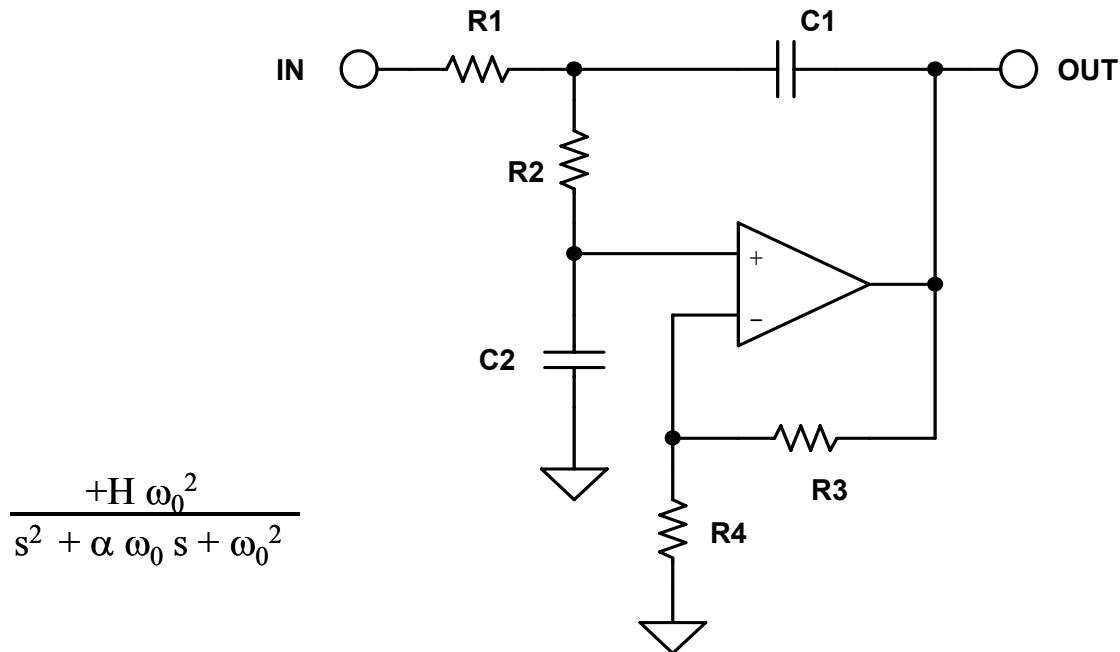 R1
C1
IN
OUT
R2
+
−
C2
R3
R4
+H ω₀²
s² + α ω₀ s + ω₀²